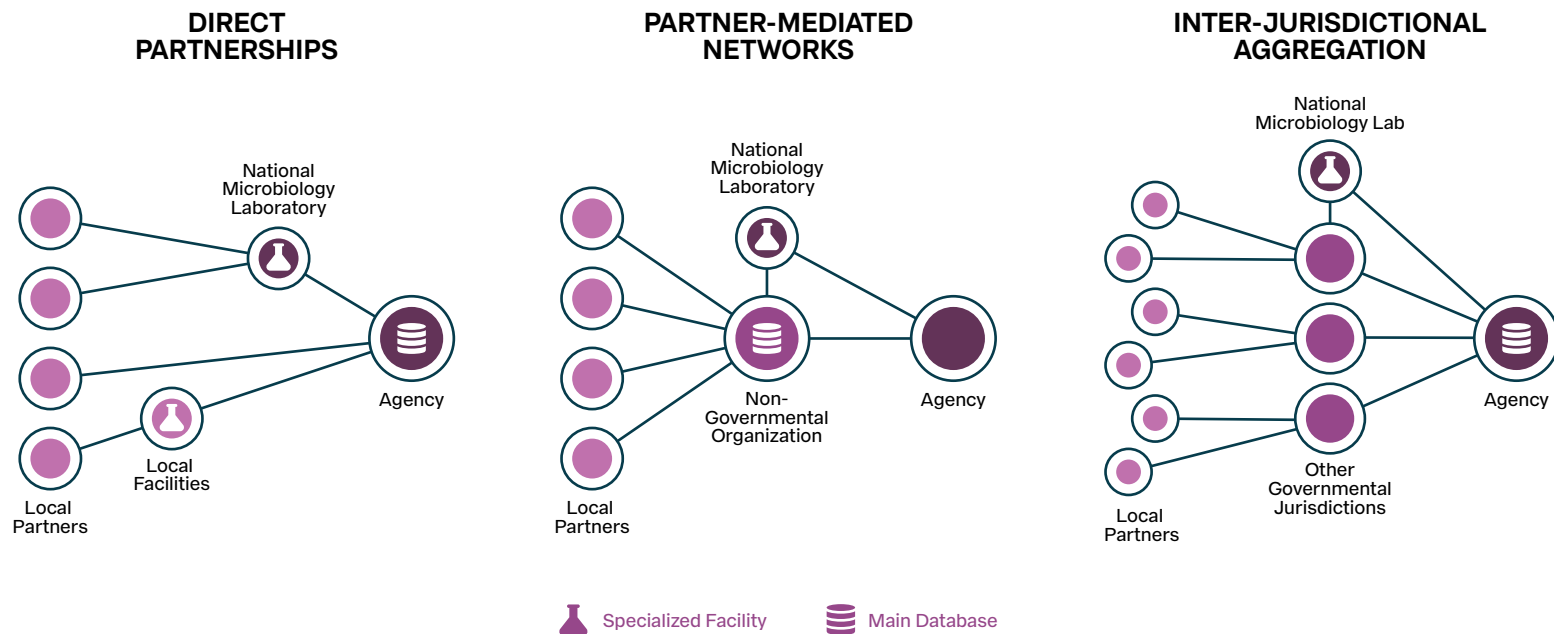 DIRECT
PARTNERSHIPS
National
Microbiology
Laboratory
Agency
Local
Facilities
Local
Partners
PARTNER-MEDIATED
NETWORKS
National
Microbiology
Laboratory
Non-
Governmental
Organization
Agency
Local
Partners
INTER-JURISDICTIONAL
AGGREGATION
National
Microbiology Lab
Agency
Other
Governmental
Jurisdictions
Local
Partners
Specialized Facility
Main Database